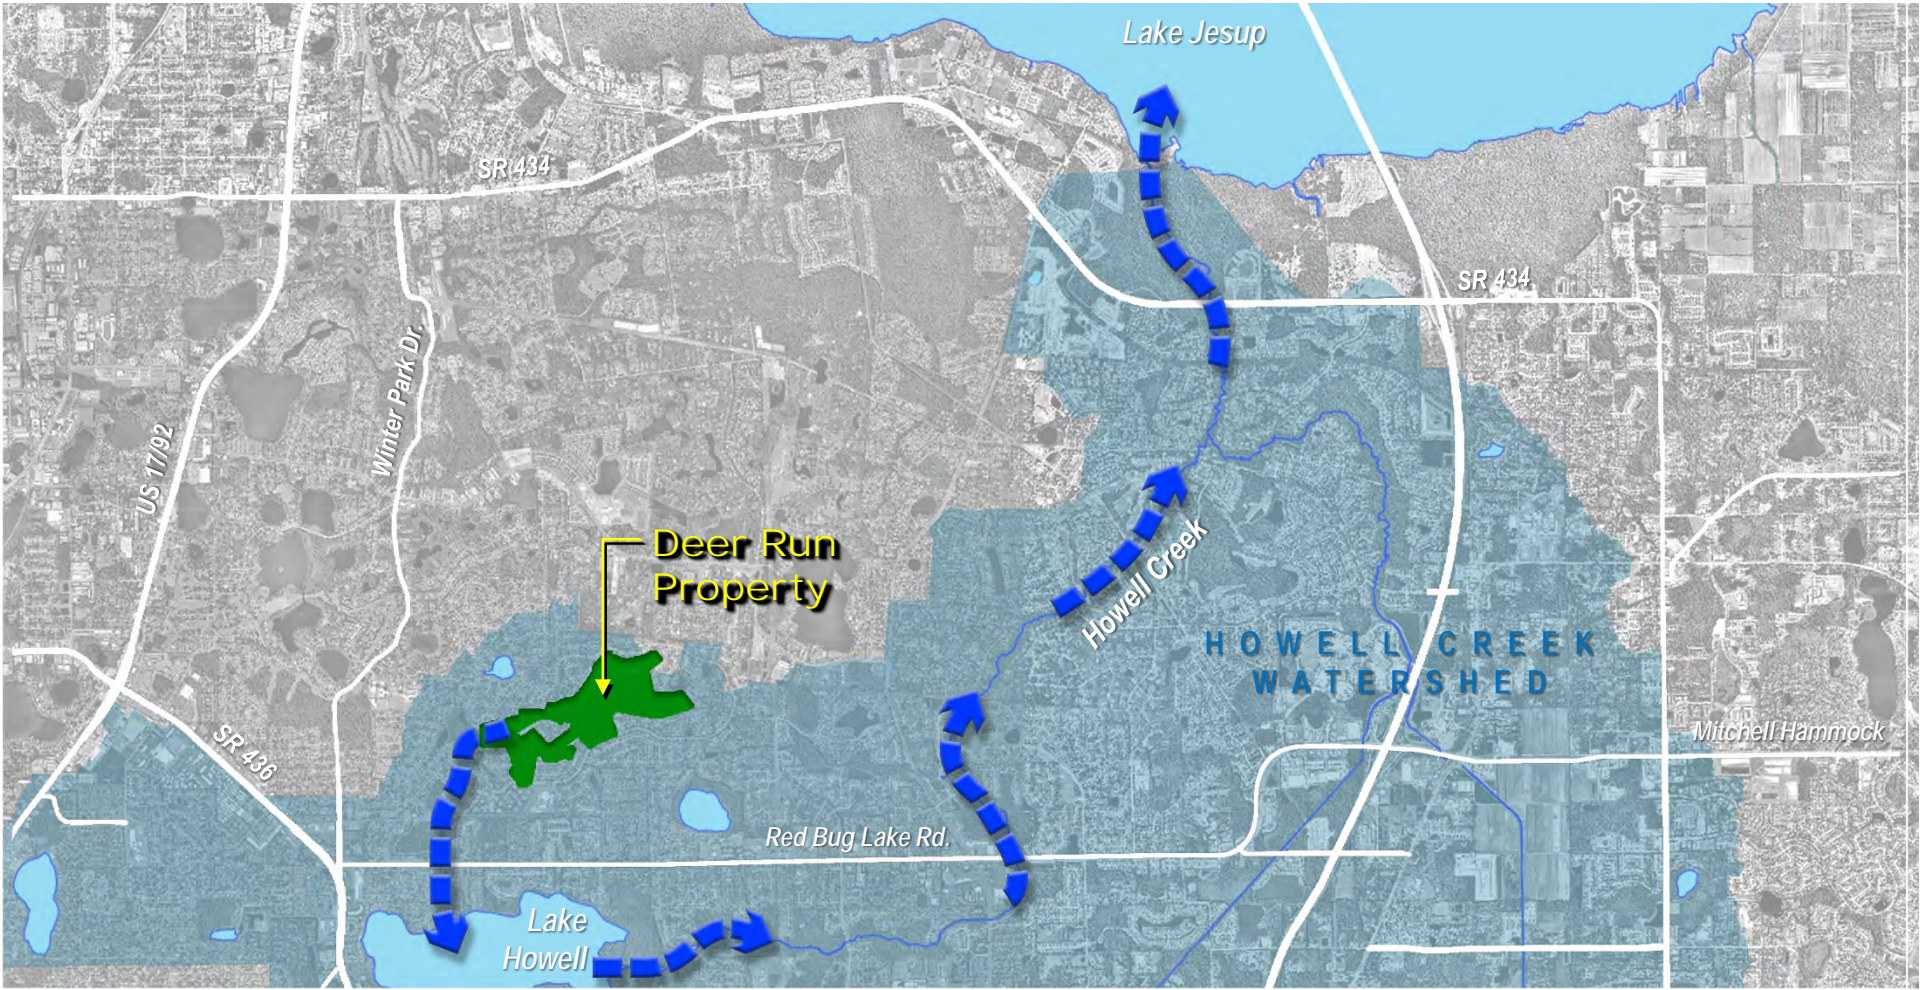 Lake Jesup
SR 434
SR 434
Winter Park Dr.
US 17/92
Deer Run
Property
Howell Creek
HOWELL CREEK
WATERSHED
SR 436
Mitchell Hammock
Red Bug Lake Rd.
Lake
Howell